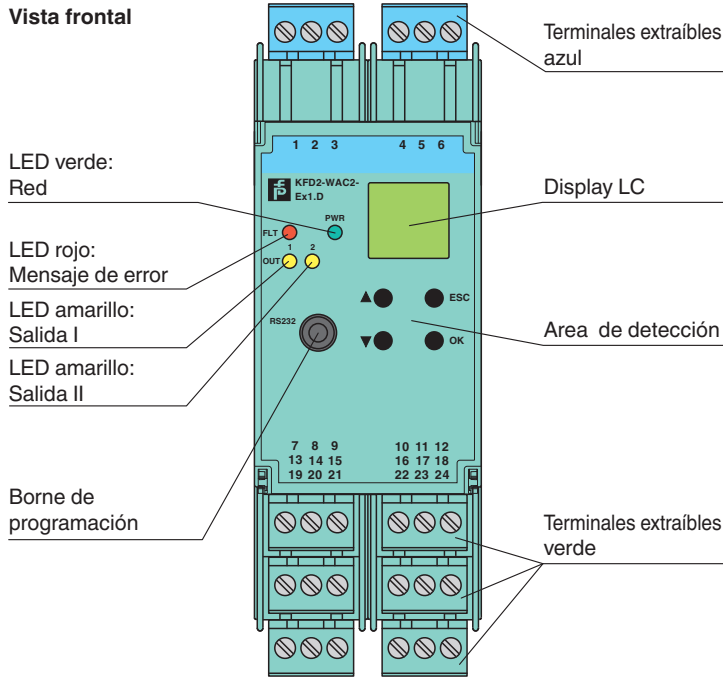 Vista frontal
Terminales extraíbles
azul
1 2 3
4 5 6
LED verde:
Red
KFD2-WAC2-
Ex1.D
Display LC
PWR
FLT
LED rojo:
Mensaje de error
1 2
OUT
LED amarillo:
Salida I
ESC
RS232
Area de detección
OK
LED amarillo:
Salida II
7 8 9
10 11 12
13 14 15
16 17 18
19 20 21
22 23 24
Borne de
programación
Terminales extraíbles
verde